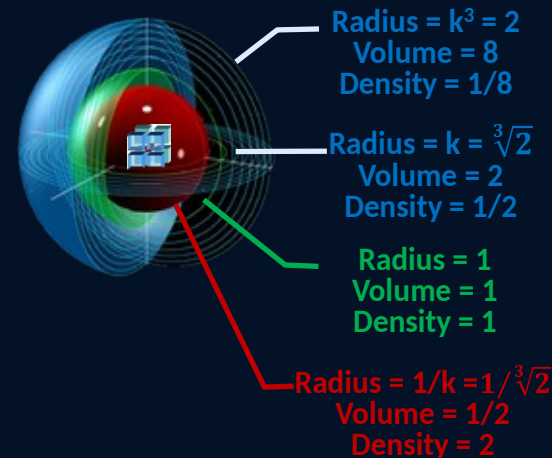 Radius = k³ = 2
Volume = 8
Density = 1/8
Radius = k = ∛2
Volume = 2
Density = 1/2
Radius = 1
Volume = 1
Density = 1
Radius = 1/k =1/∛2
Volume = 1/2
Density = 2